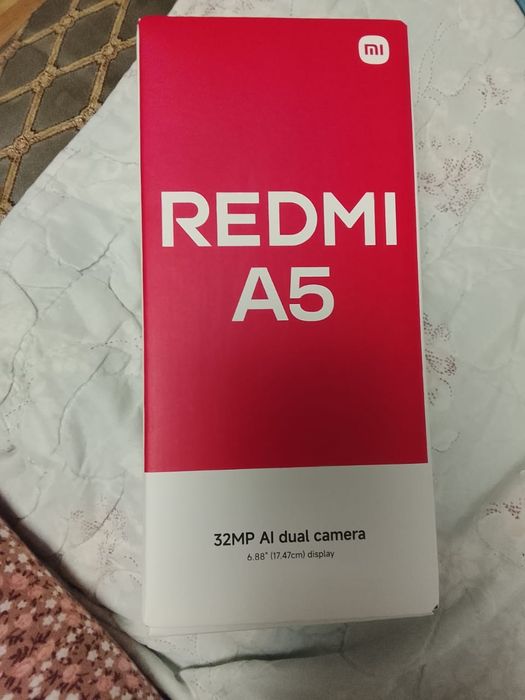 mi
REDMI
A5
32MP AI dual camera
6.88" (17.47cm) display